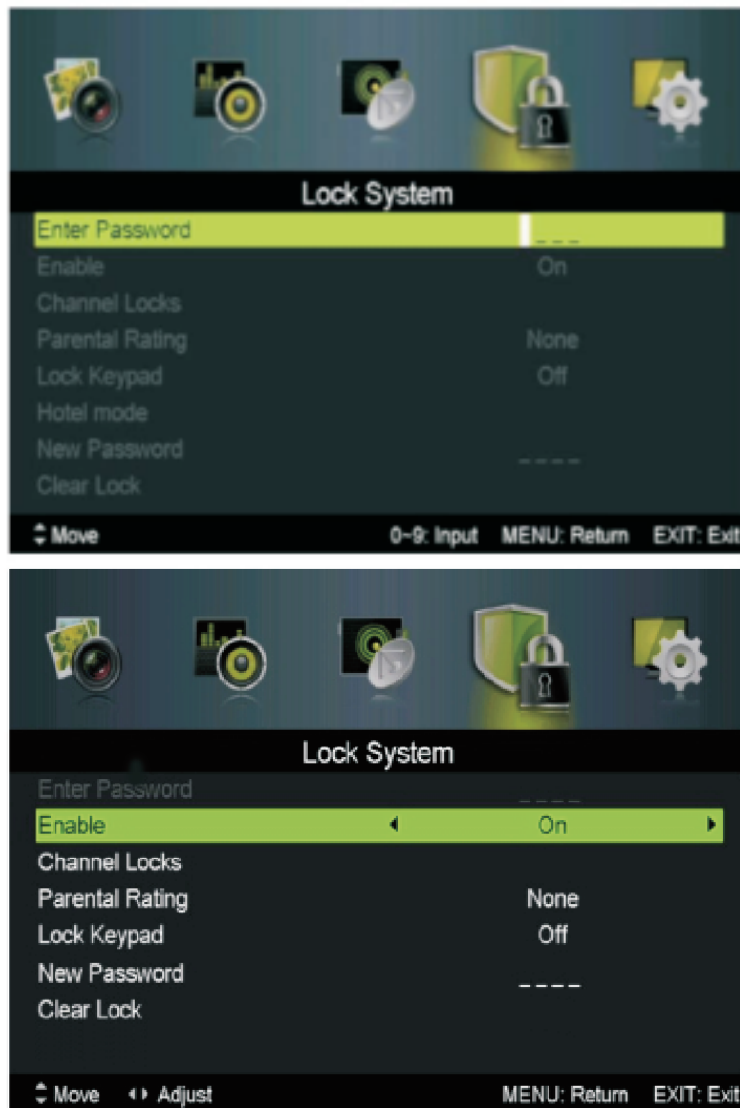 Lock System
Enter Password _ _ _
Enable On
Channel Locks
Parental Rating None
Lock Keypad Off
Hotel mode
New Password _ _ _ _
Clear Lock
Move 0~9: Input MENU: Return EXIT: Exit
Lock System
Enter Password _ _ _ _
Enable On
Channel Locks
Parental Rating None
Lock Keypad Off
New Password _ _ _ _
Clear Lock
Move Adjust MENU: Return EXIT: Exit